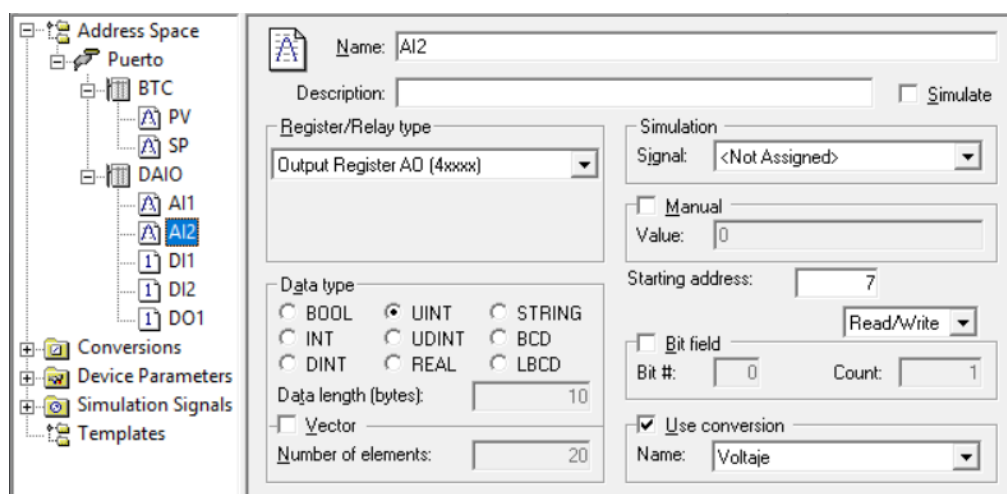 Address Space
Puerto
BTC
PV
SP
DAIO
AI1
AI2
DI1
DI2
DO1
Conversions
Device Parameters
Simulation Signals
Templates
Name: AI2
Description:
Simulate
Register/Relay type
Output Register AO (4xxxx)
Simulation
Signal: <Not Assigned>
Manual
Value: 0
Starting address: 7
Read/Write
Data type
BOOL UINT STRING
INT UDINT BCD
DINT REAL LBCD
Data length (bytes): 10
Vector
Number of elements: 20
Bit field
Bit #: 0 Count: 1
Use conversion
Name: Voltaje